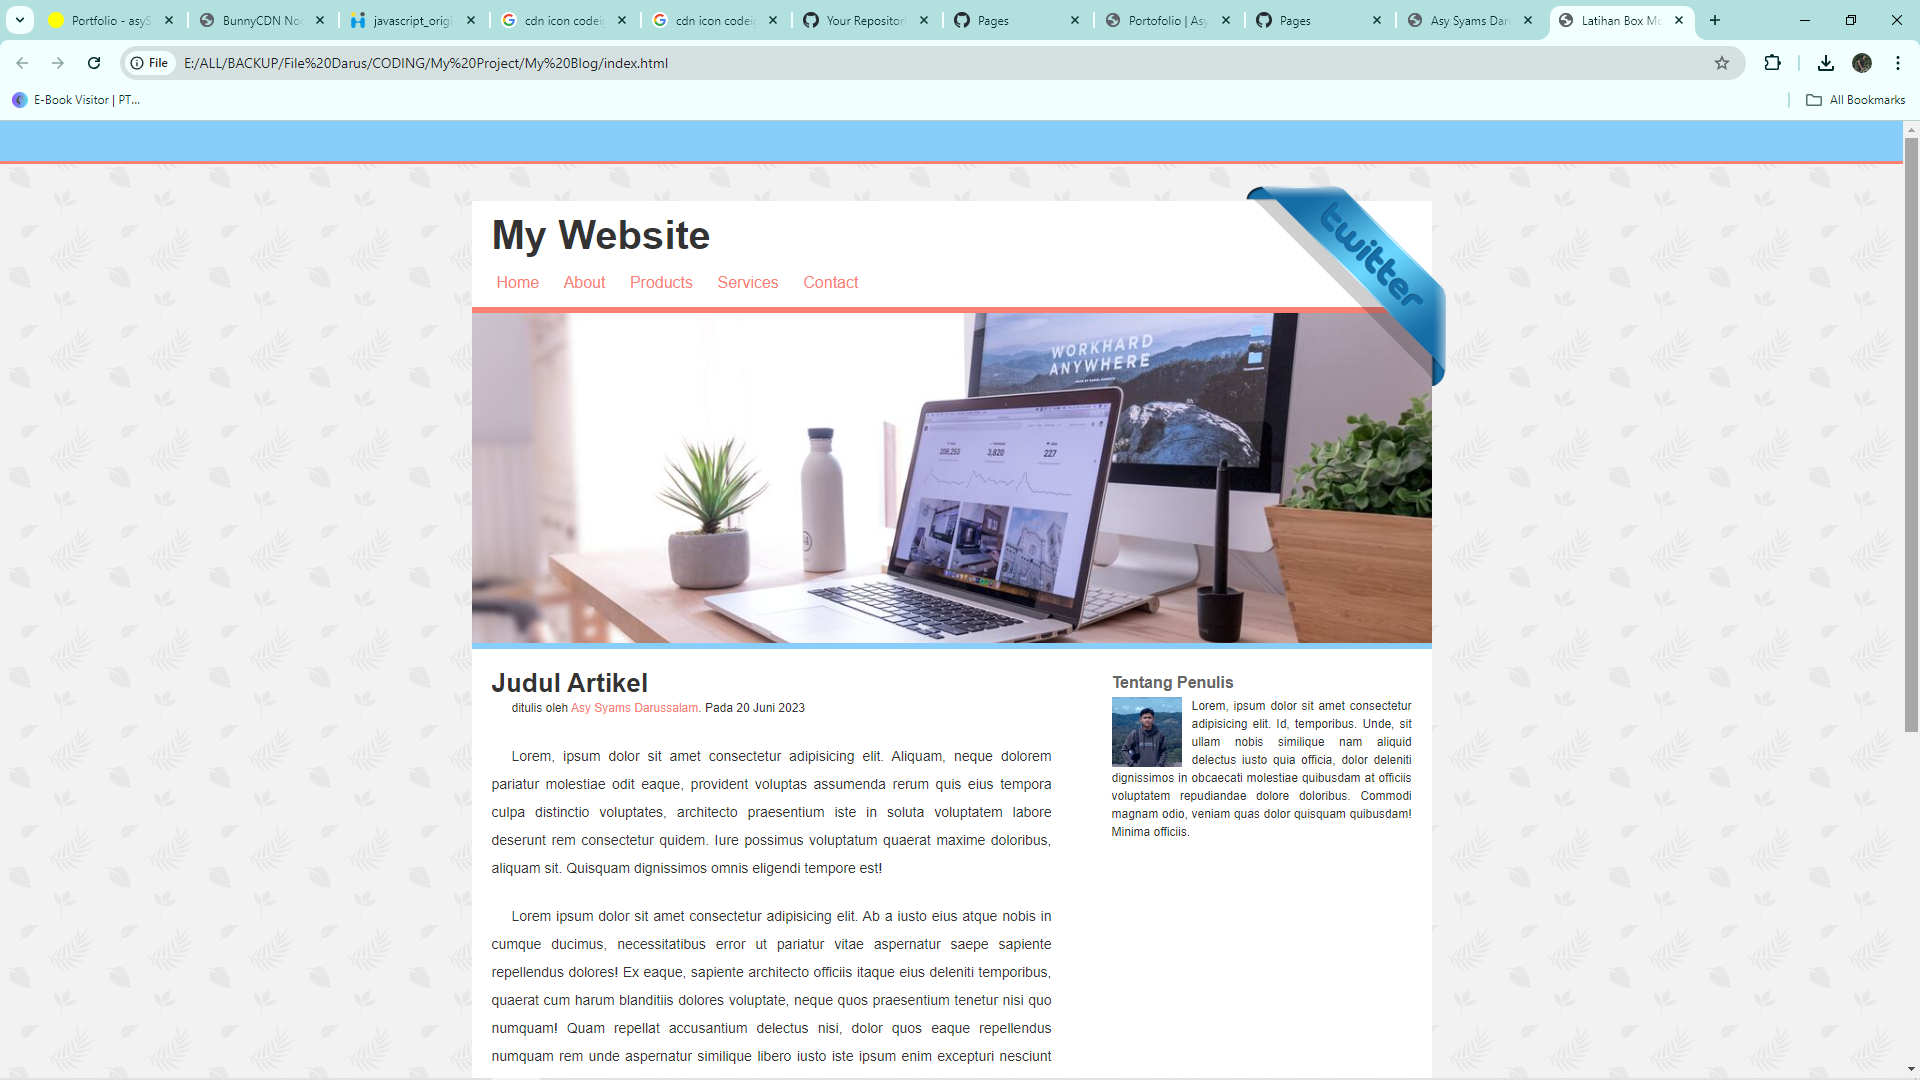 Portfolio - asyS
BunnyCDN No
javascript_origi
cdn icon codei
cdn icon codei
Your Repositori
Pages
Portofolio | Asy
Pages
Asy Syams Dar
Latihan Box Mo
File
E:/ALL/BACKUP/File%20Darus/CODING/My%20Project/My%20Blog/index.html
E-Book Visitor | PT...
All Bookmarks
My Website
twitter
Home About Products Services Contact
WORKHARD
ANYWHERE
206,253 3,820 227
Judul Artikel
ditulis oleh Asy Syams Darussalam. Pada 20 Juni 2023
Lorem, ipsum dolor sit amet consectetur adipisicing elit. Aliquam, neque dolorem
pariatur molestiae odit eaque, provident voluptas assumenda rerum quis eius tempora
culpa distinctio voluptates, architecto praesentium iste in soluta voluptatem labore
deserunt rem consectetur quidem. Iure possimus voluptatum quaerat maxime doloribus,
aliquam sit. Quisquam dignissimos omnis eligendi tempore est!
Lorem ipsum dolor sit amet consectetur adipisicing elit. Ab a iusto eius atque nobis in
cumque ducimus, necessitatibus error ut pariatur vitae aspernatur saepe sapiente
repellendus dolores! Ex eaque, sapiente architecto officiis itaque eius deleniti temporibus,
quaerat cum harum blanditiis dolores voluptate, neque quos praesentium tenetur nisi quo
numquam! Quam repellat accusantium delectus nisi, dolor quos eaque repellendus
numquam rem unde aspernatur similique libero iusto iste ipsum enim excepturi nesciunt
Tentang Penulis
Lorem, ipsum dolor sit amet consectetur
adipisicing elit. Id, temporibus. Unde, sit
ullam nobis similique nam aliquid
delectus iusto quia officia, dolor deleniti
dignissimos in obcaecati molestiae quibusdam at officiis
voluptatem repudiandae dolore doloribus. Commodi
magnam odio, veniam quas dolor quisquam quibusdam!
Minima officiis.